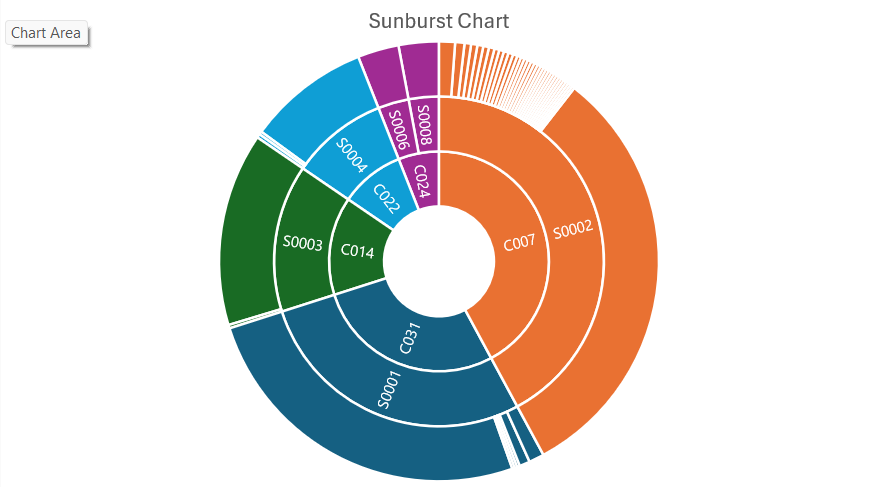 Sunburst Chart
Chart Area
C007
S0002
C031
S0001
C014
S0003
C022
S0004
C024
S0006
S0008